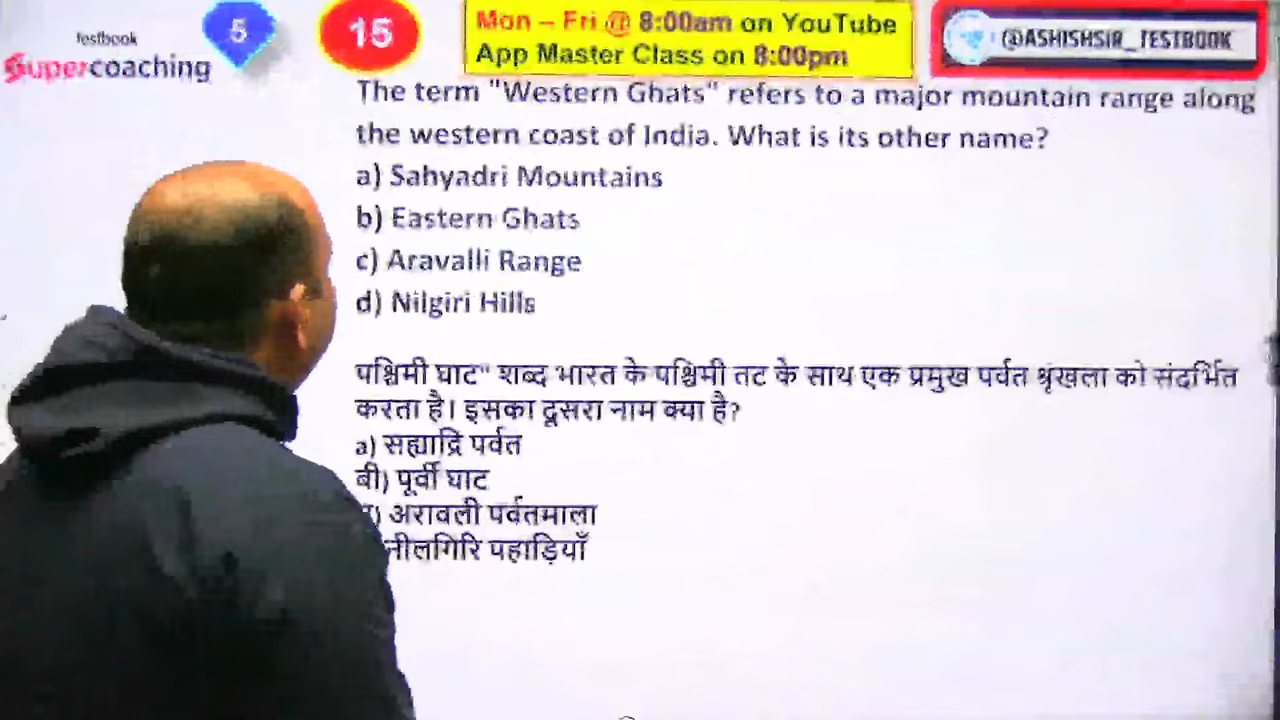 testbook
Supercoaching
5
15
Mon – Fri @ 8:00am on YouTube
App Master Class on 8:00pm
@ASHISHSIR_TESTBOOK
The term "Western Ghats" refers to a major mountain range along
the western coast of India. What is its other name?
a) Sahyadri Mountains
b) Eastern Ghats
c) Aravalli Range
d) Nilgiri Hills
पश्चिमी घाट" शब्द भारत के पश्चिमी तट के साथ एक प्रमुख पर्वत श्रृंखला को संदर्भित
करता है। इसका दूसरा नाम क्या है?
a) सह्याद्रि पर्वत
बी) पूर्वी घाट
) अरावली पर्वतमाला
नीलगिरि पहाड़ियाँ